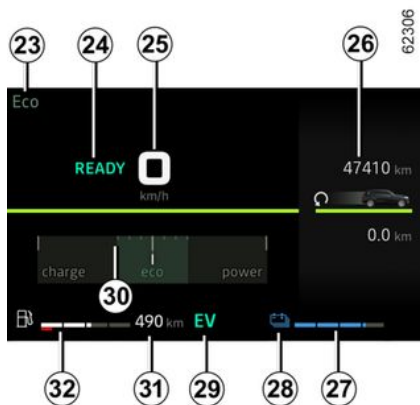 62306
23 24 25 26
Eco
READY 0 47410 km
km/h
0.0 km
charge eco power
30
490 km EV
32 31 29 28 27